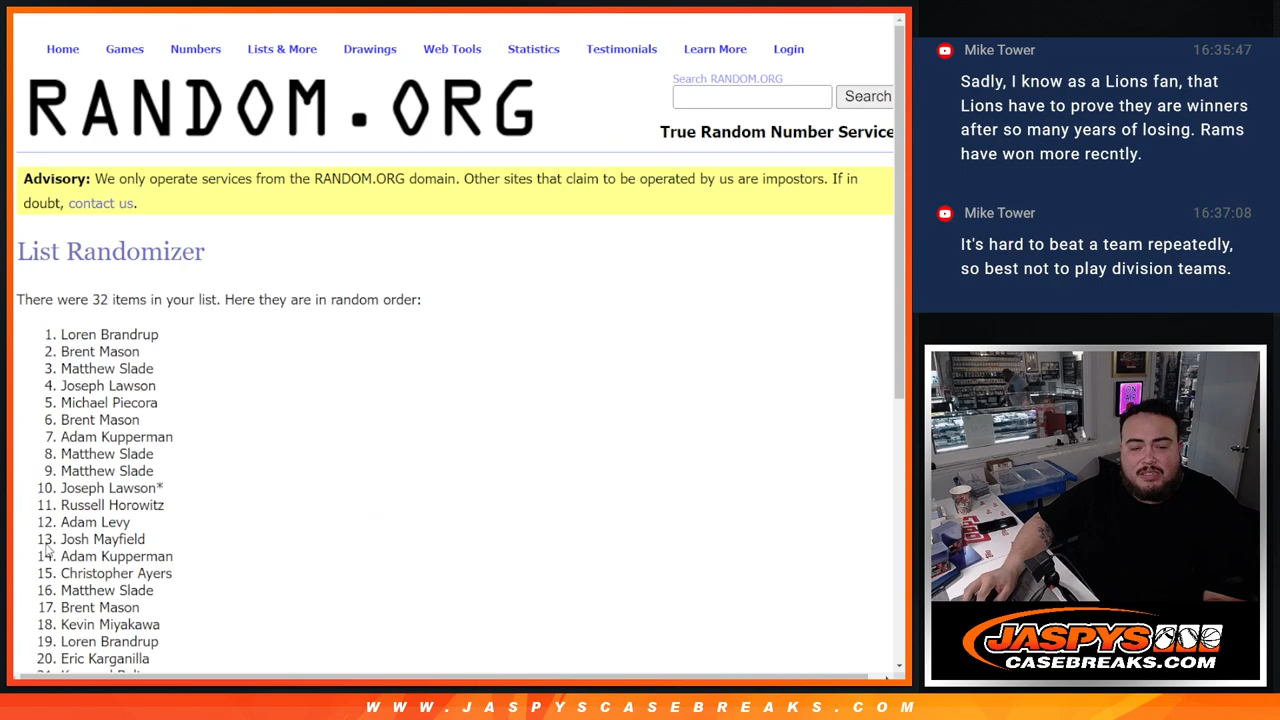 Home Games Numbers Lists & More Drawings Web Tools Statistics Testimonials Learn More Login
RANDOM.ORG
Search RANDOM.ORG
Search
True Random Number Service
Advisory: We only operate services from the RANDOM.ORG domain. Other sites that claim to be operated by us are impostors. If in
doubt, contact us.
List Randomizer
There were 32 items in your list. Here they are in random order:
1. Loren Brandrup
2. Brent Mason
3. Matthew Slade
4. Joseph Lawson
5. Michael Piecora
6. Brent Mason
7. Adam Kupperman
8. Matthew Slade
9. Matthew Slade
10. Joseph Lawson*
11. Russell Horowitz
12. Adam Levy
13. Josh Mayfield
14. Adam Kupperman
15. Christopher Ayers
16. Matthew Slade
17. Brent Mason
18. Kevin Miyakawa
19. Loren Brandrup
20. Eric Karganilla
Mike Tower 16:35:47
Sadly, I know as a Lions fan, that
Lions have to prove they are winners
after so many years of losing. Rams
have won more recntly.
Mike Tower 16:37:08
It's hard to beat a team repeatedly,
so best not to play division teams.
ON
AIR
JASPYS
CASEBREAKS.COM
WWW.JASPYSCASEBREAKS.COM